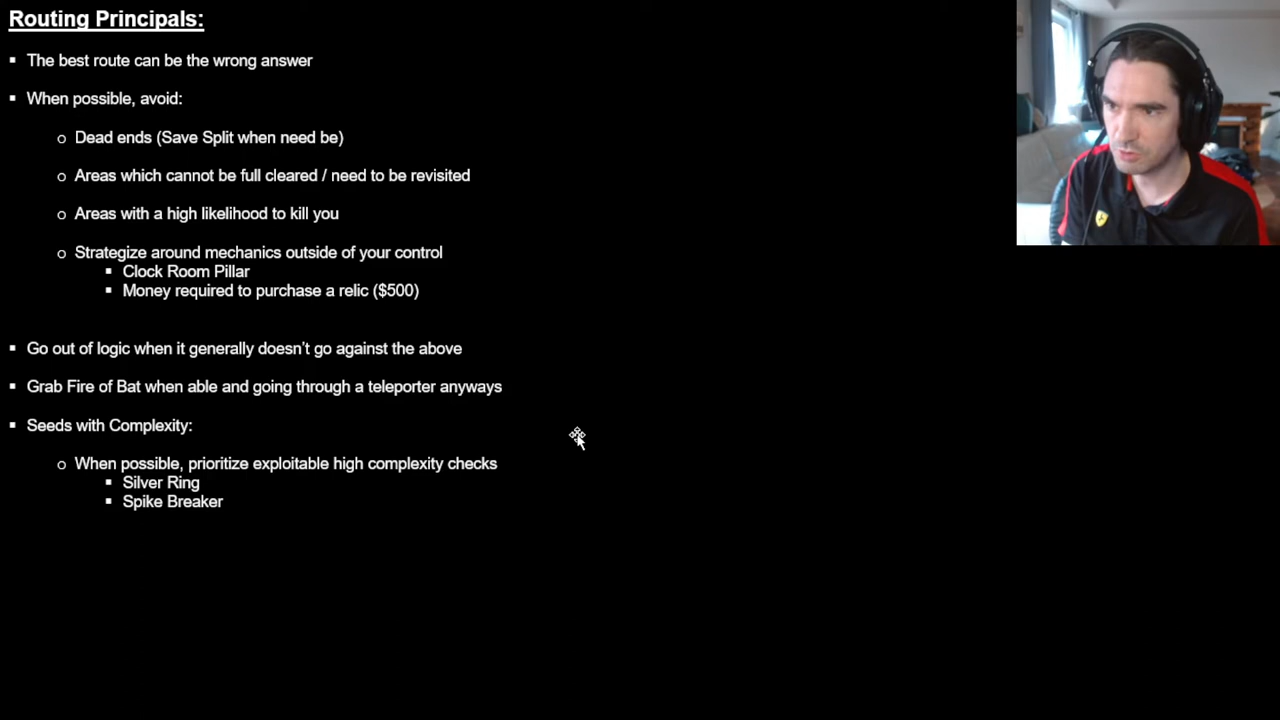 Routing Principals:
▪ The best route can be the wrong answer
▪ When possible, avoid:
o Dead ends (Save Split when need be)
o Areas which cannot be full cleared / need to be revisited
o Areas with a high likelihood to kill you
o Strategize around mechanics outside of your control
▪ Clock Room Pillar
▪ Money required to purchase a relic ($500)
▪ Go out of logic when it generally doesn't go against the above
▪ Grab Fire of Bat when able and going through a teleporter anyways
▪ Seeds with Complexity:
o When possible, prioritize exploitable high complexity checks
▪ Silver Ring
▪ Spike Breaker